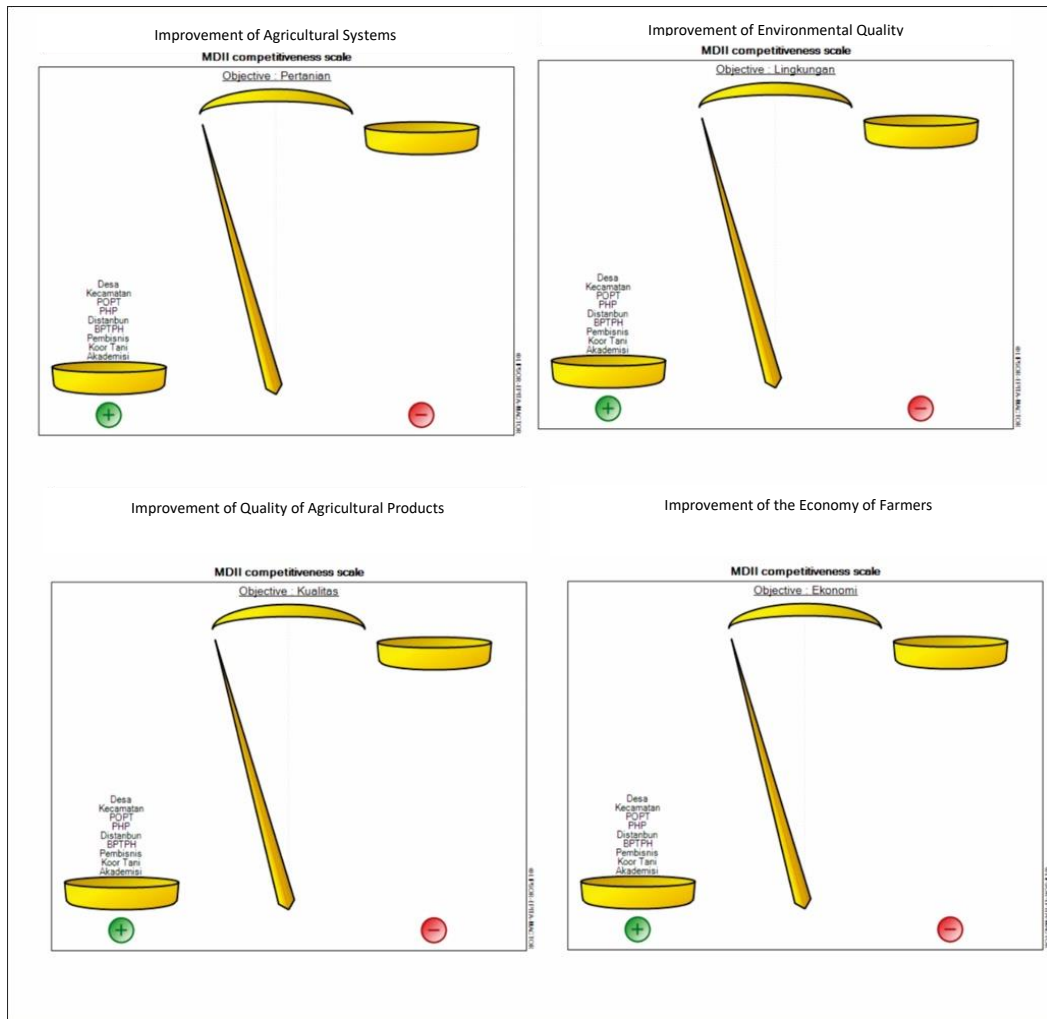 Improvement of Agricultural Systems
MDII competitiveness scale
Objective : Pertanian
Desa
Kecamatan
POPT
PHP
Distanbun
BPTPH
Pembisnis
Koor Tani
Akademisi
Improvement of Environmental Quality
MDII competitiveness scale
Objective : Lingkungan
Desa
Kecamatan
POPT
PHP
Distanbun
BPTPH
Pembisnis
Koor Tani
Akademisi
Improvement of Quality of Agricultural Products
MDII competitiveness scale
Objective : Kualitas
Desa
Kecamatan
POPT
PHP
Distanbun
BPTPH
Pembisnis
Koor Tani
Akademisi
Improvement of the Economy of Farmers
MDII competitiveness scale
Objective : Ekonomi
Desa
Kecamatan
POPT
PHP
Distanbun
BPTPH
Pembisnis
Koor Tani
Akademisi